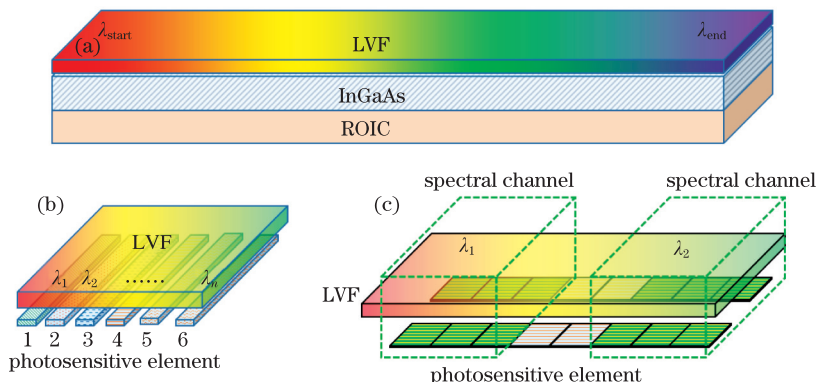 (a)
λstart
LVF
λend
InGaAs
ROIC
(b)
LVF
λ1 λ2 ...... λn
1 2 3 4 5 6
photosensitive element
(c)
spectral channel
spectral channel
λ1
λ2
LVF
photosensitive element